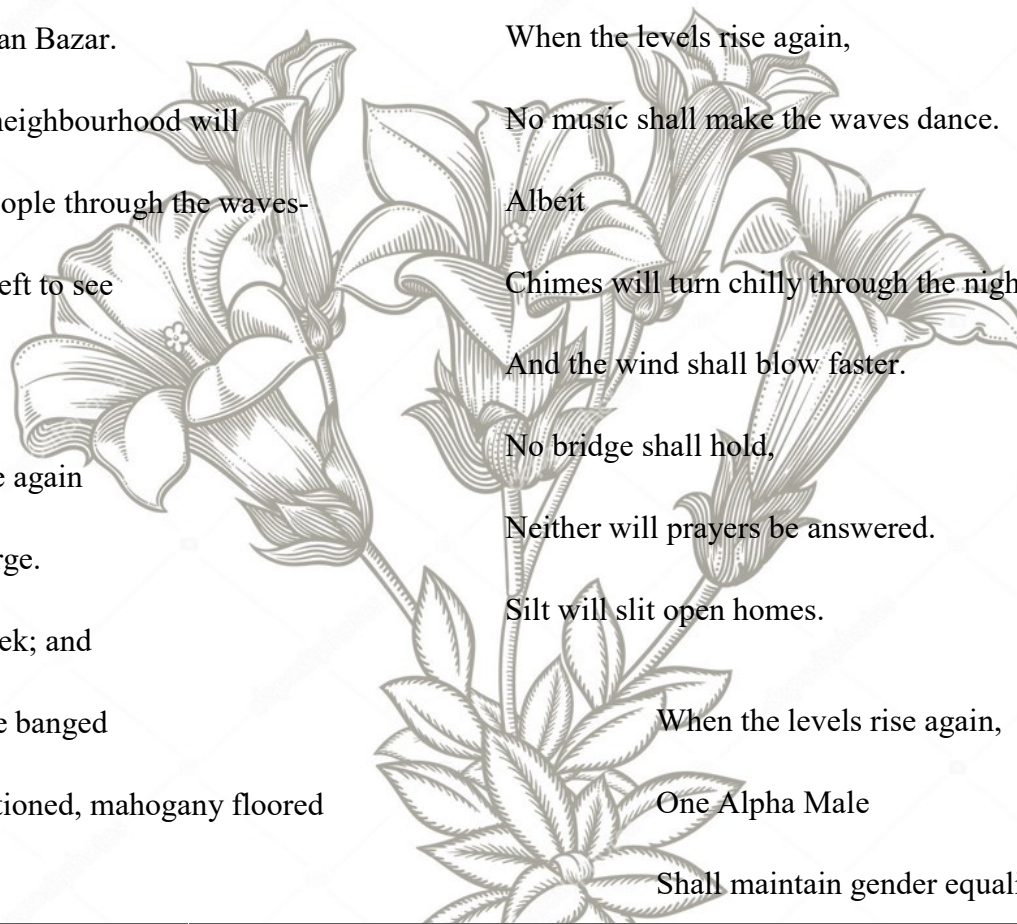 an Bazar.
neighbourhood will
ople through the waves-
eft to see
e again
rge.
ek; and
e banged
tioned, mahogany floored
When the levels rise again,
No music shall make the waves dance.
Albeit
Chimes will turn chilly through the nigh
And the wind shall blow faster.
No bridge shall hold,
Neither will prayers be answered.
Silt will slit open homes.
When the levels rise again,
One Alpha Male
Shall maintain gender equali